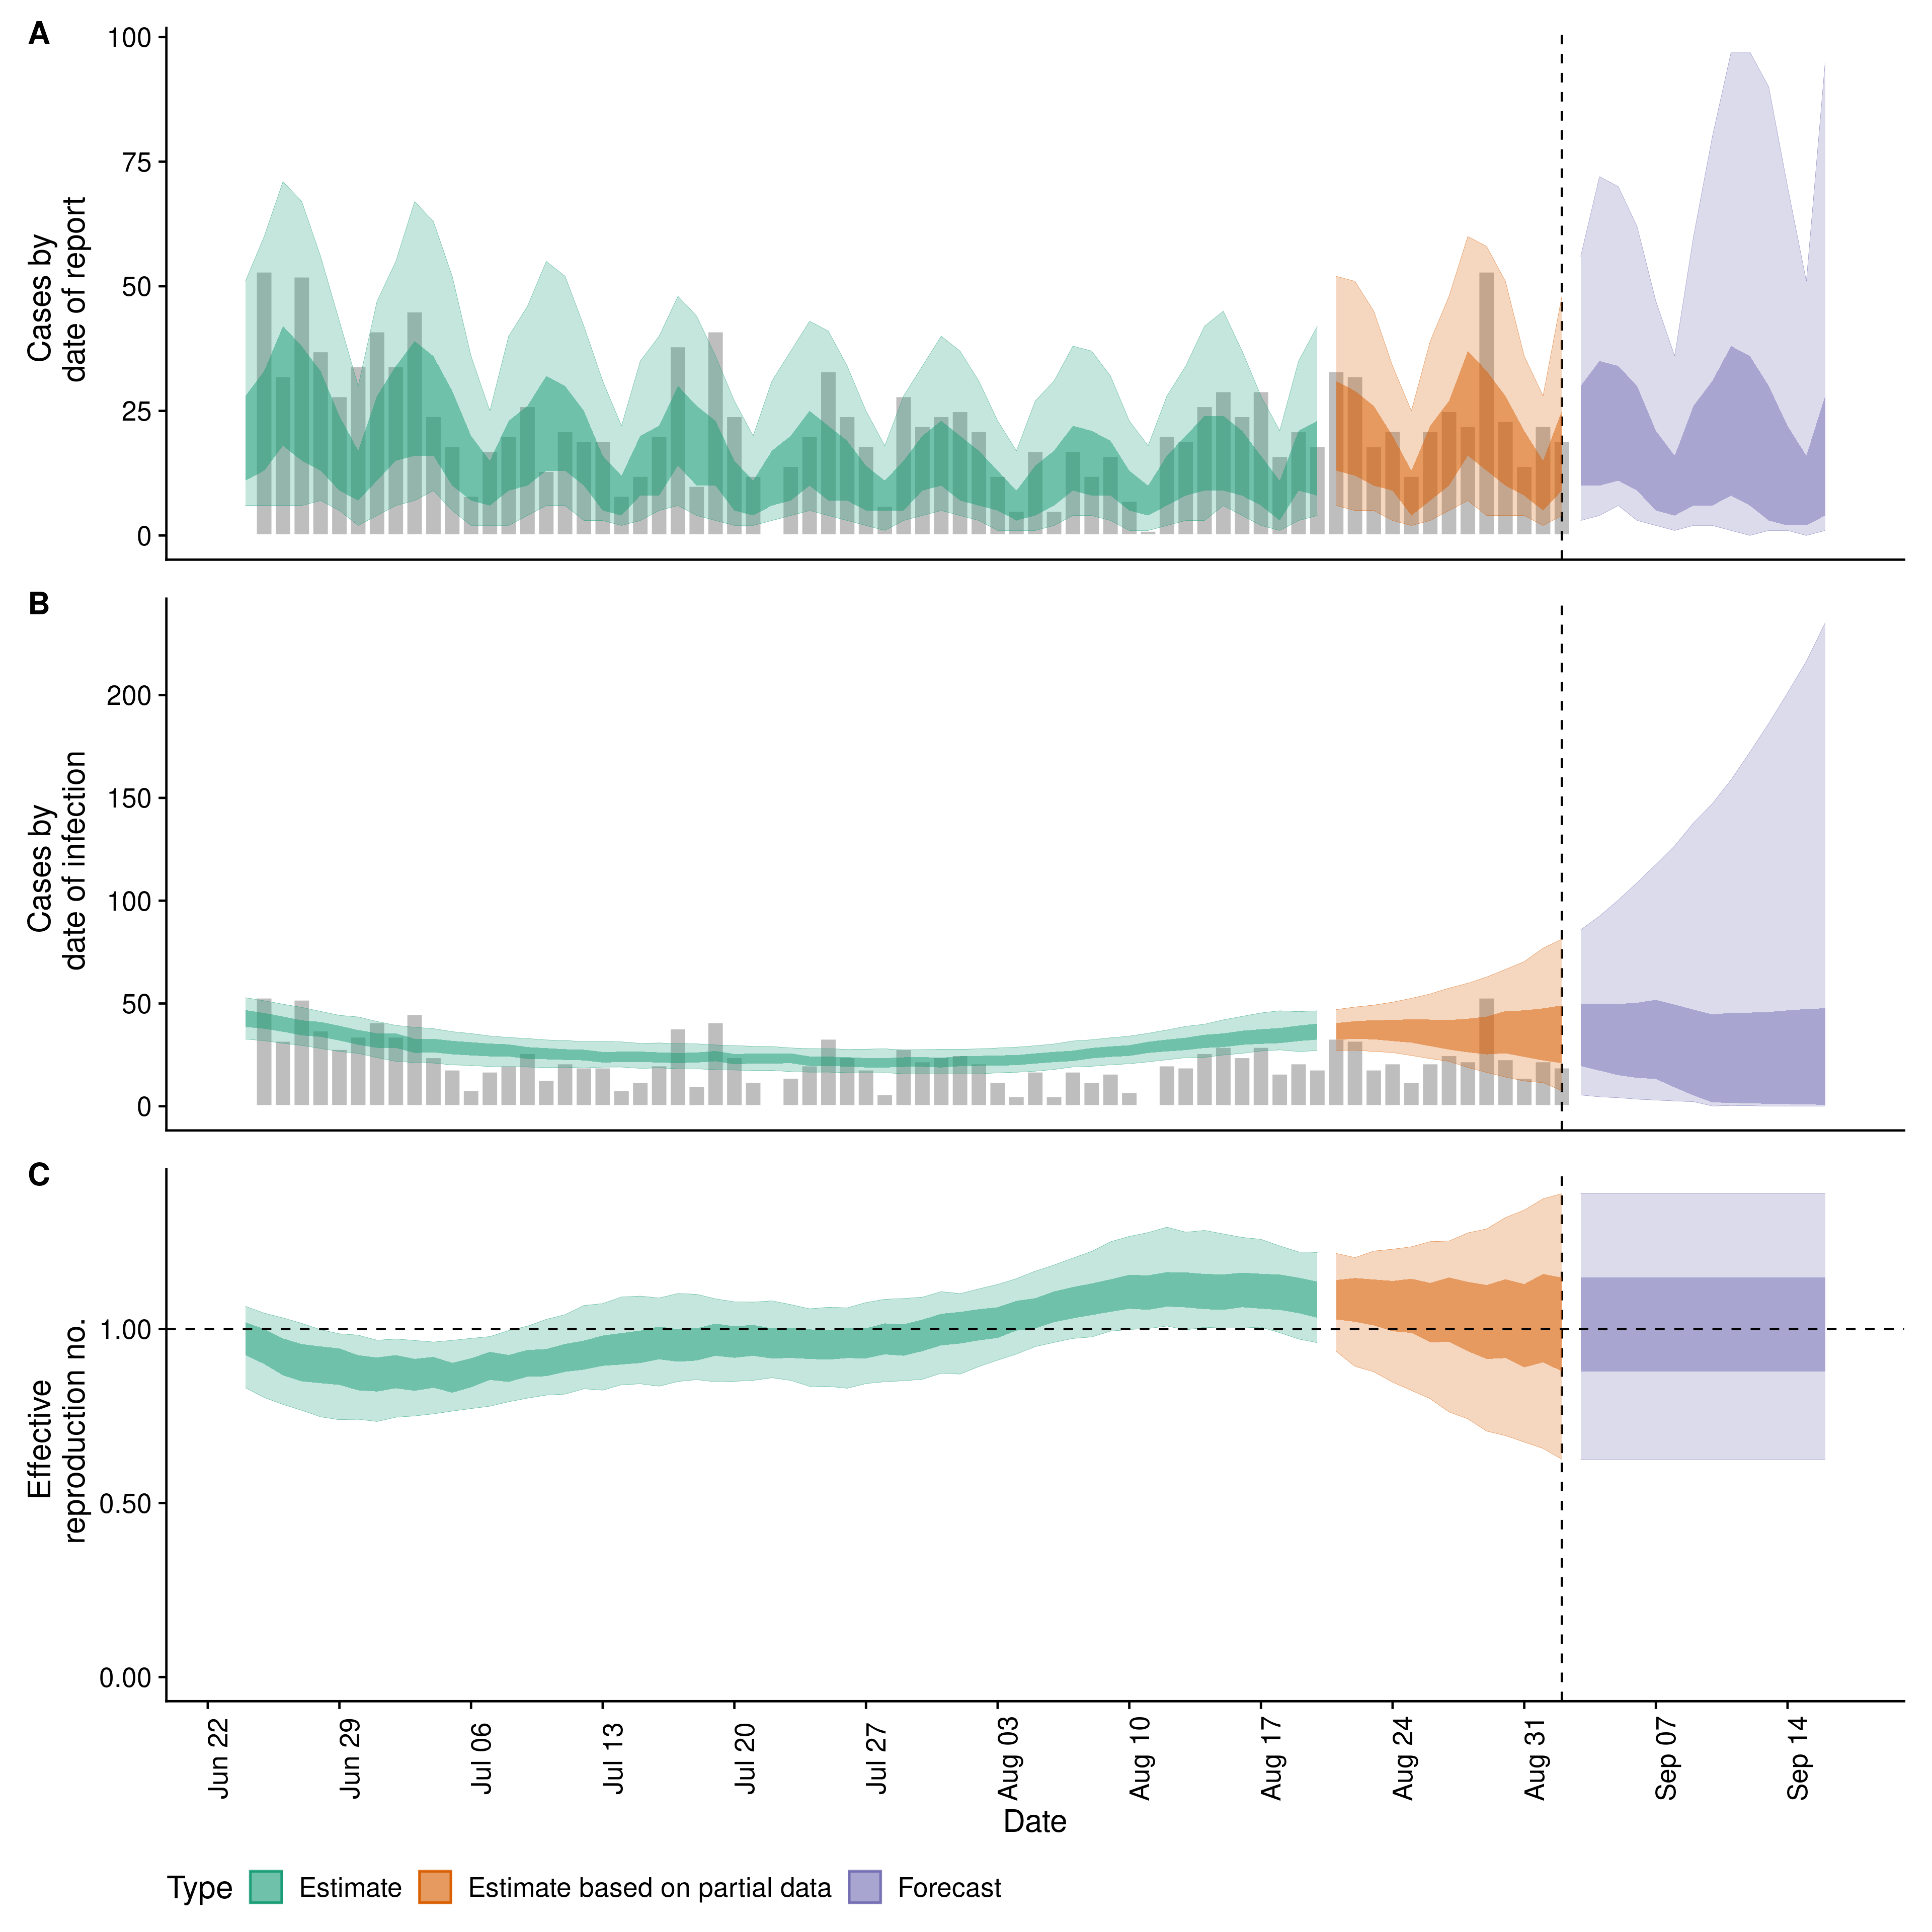 A
100
75
50
25
0
Cases by
date of report
B
200
150
100
50
0
Cases by
date of infection
C
1.00
0.50
0.00
Effective
reproduction no.
Jun 22
Jun 29
Jul 06
Jul 13
Jul 20
Jul 27
Aug 03
Aug 10
Aug 17
Aug 24
Aug 31
Sep 07
Sep 14
Date
Type Estimate Estimate based on partial data Forecast